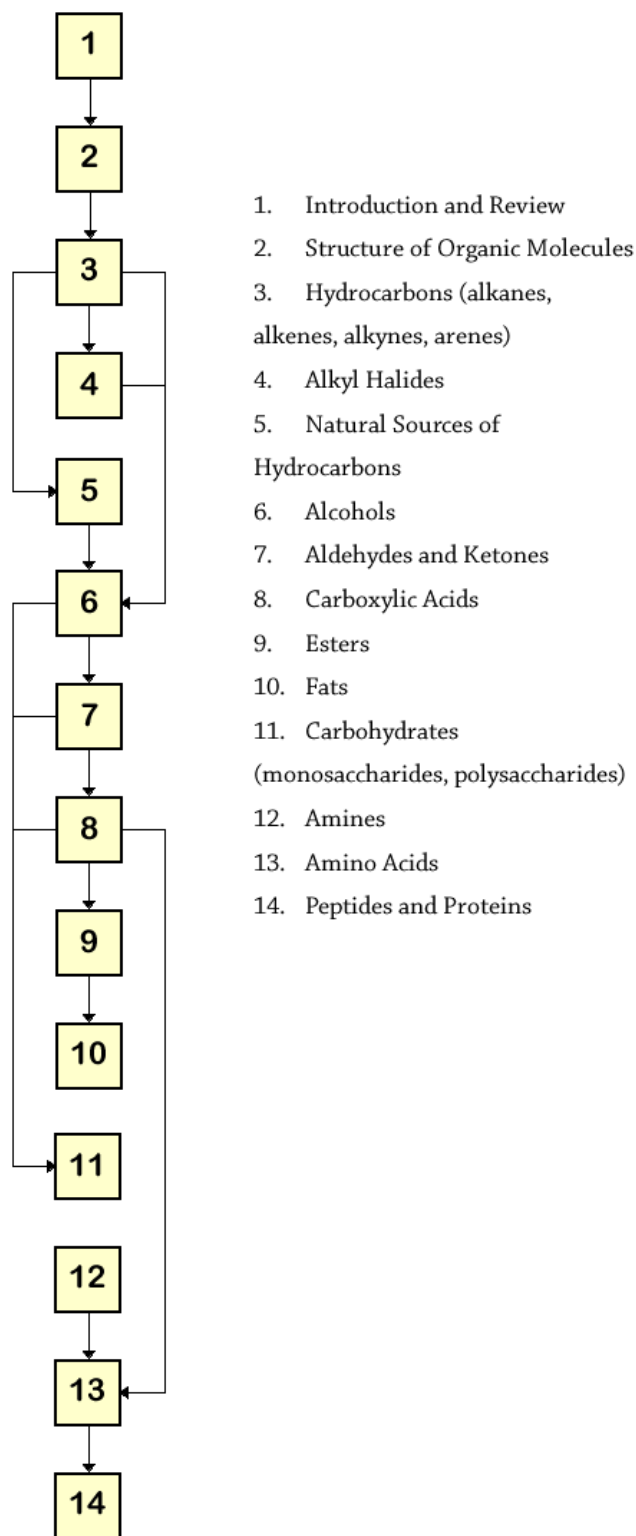 1
2
3
4
5
6
7
8
9
10
11
12
13
14
1. Introduction and Review
2. Structure of Organic Molecules
3. Hydrocarbons (alkanes,
alkenes, alkynes, arenes)
4. Alkyl Halides
5. Natural Sources of
Hydrocarbons
6. Alcohols
7. Aldehydes and Ketones
8. Carboxylic Acids
9. Esters
10. Fats
11. Carbohydrates
(monosaccharides, polysaccharides)
12. Amines
13. Amino Acids
14. Peptides and Proteins